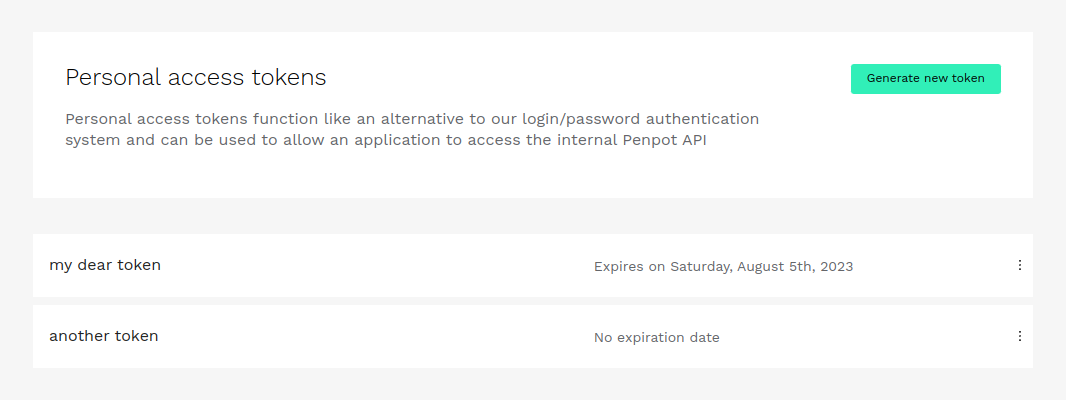 Personal access tokens
Generate new token
Personal access tokens function like an alternative to our login/password authentication
system and can be used to allow an application to access the internal Penpot API
my dear token
Expires on Saturday, August 5th, 2023
another token
No expiration date